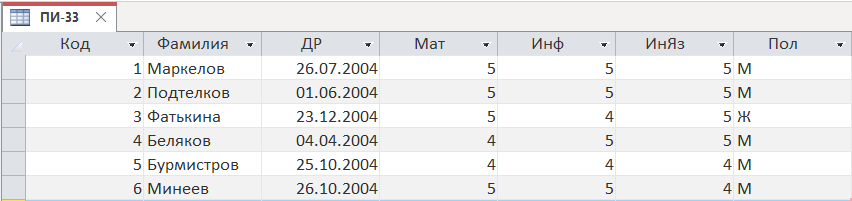 ПИ-33
Код Фамилия ДР Мат Инф ИнЯз Пол
1 Маркелов 26.07.2004 5 5 5 М
2 Подтелков 01.06.2004 5 5 5 М
3 Фатькина 23.12.2004 5 4 5 Ж
4 Беляков 04.04.2004 4 5 5 М
5 Бурмистров 25.10.2004 4 4 4 М
6 Минеев 26.10.2004 5 5 4 М